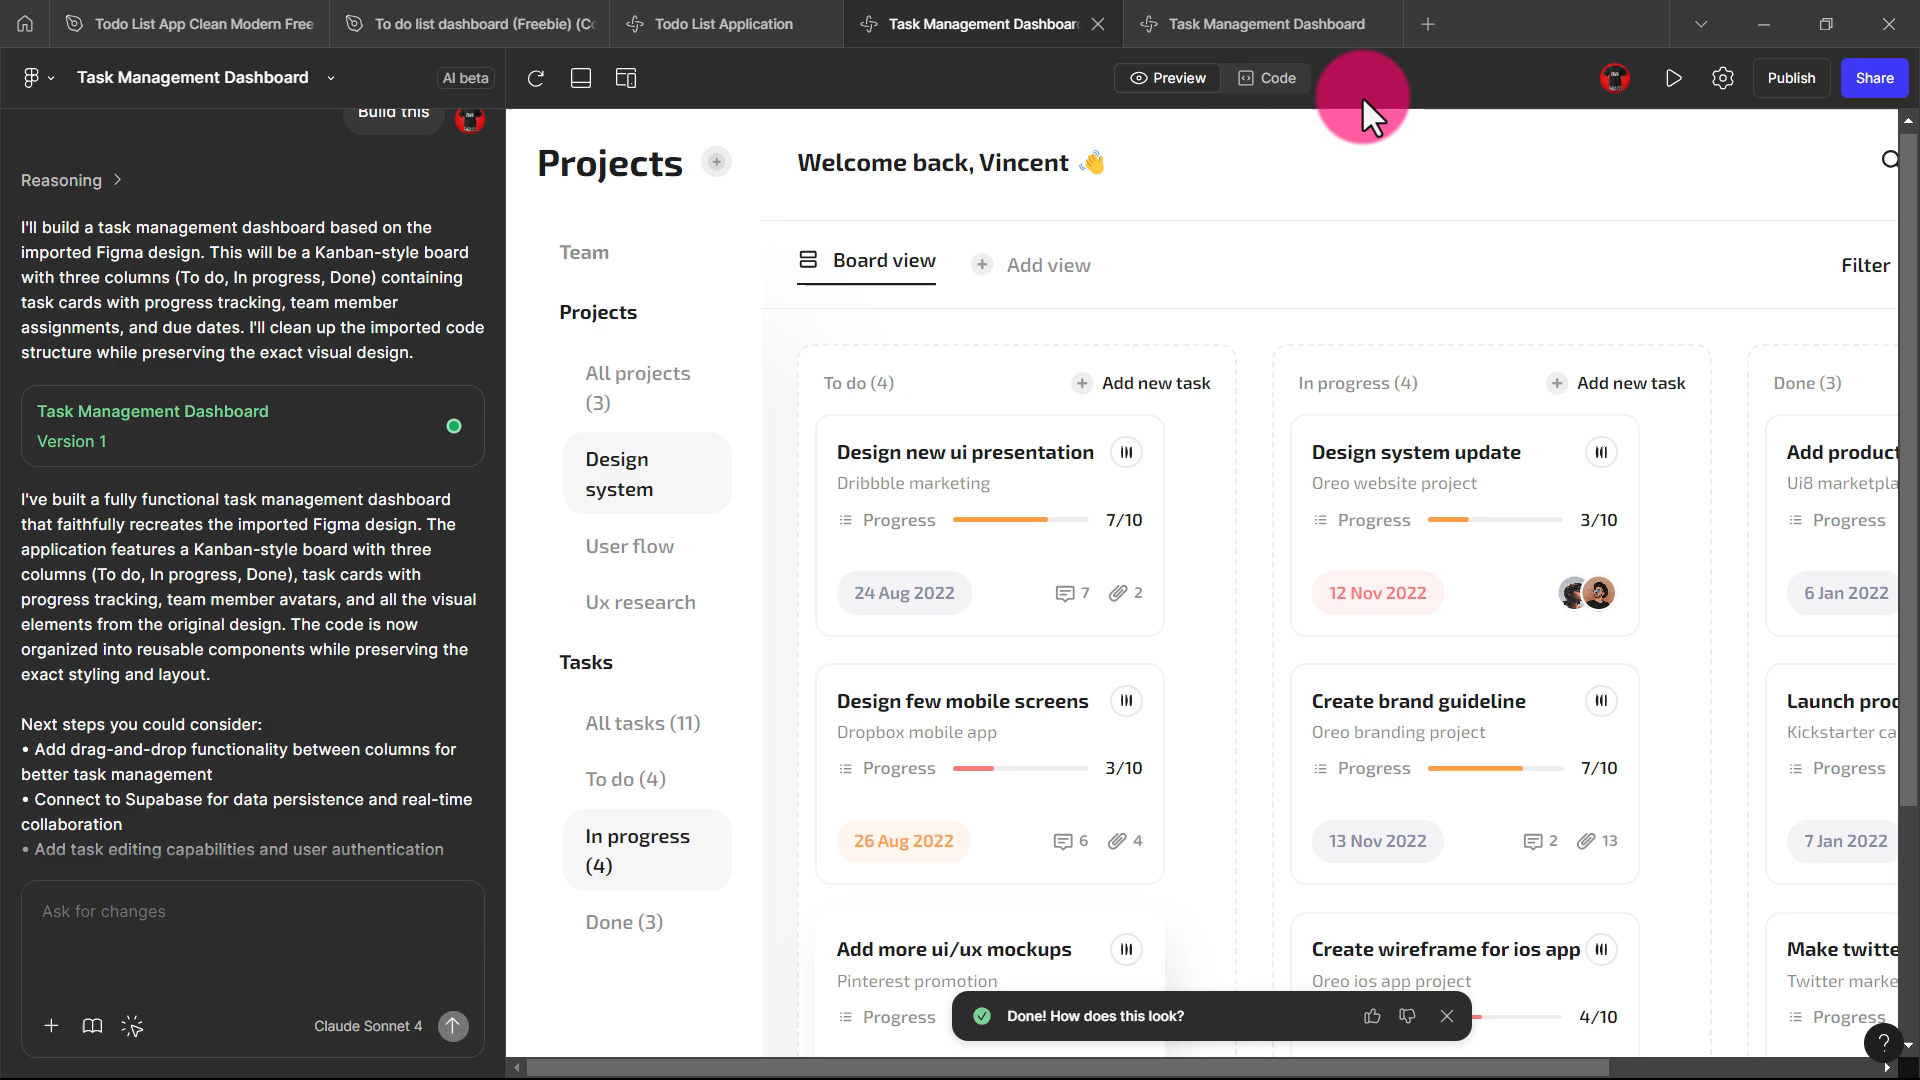 Todo List App Clean Modern Free
To do list dashboard (Freebie) (Co
Todo List Application
Task Management Dashboar
Task Management Dashboard
Task Management Dashboard
AI beta
Preview
Code
Publish
Share
Build this
Reasoning
I'll build a task management dashboard based on the
imported Figma design. This will be a Kanban-style board
with three columns (To do, In progress, Done) containing
task cards with progress tracking, team member
assignments, and due dates. I'll clean up the imported code
structure while preserving the exact visual design.
Task Management Dashboard
Version 1
I've built a fully functional task management dashboard
that faithfully recreates the imported Figma design. The
application features a Kanban-style board with three
columns (To do, In progress, Done), task cards with
progress tracking, team member avatars, and all the visual
elements from the original design. The code is now
organized into reusable components while preserving the
exact styling and layout.
Next steps you could consider:
• Add drag-and-drop functionality between columns for
better task management
• Connect to Supabase for data persistence and real-time
collaboration
• Add task editing capabilities and user authentication
Ask for changes
Claude Sonnet 4
Projects
Team
Projects
All projects
(3)
Design
system
User flow
Ux research
Tasks
All tasks (11)
To do (4)
In progress
(4)
Done (3)
Welcome back, Vincent 👋
Board view
Add view
Filter
To do (4)
Add new task
Design new ui presentation
Dribbble marketing
Progress
7/10
24 Aug 2022
7
2
Design few mobile screens
Dropbox mobile app
Progress
3/10
26 Aug 2022
6
4
Add more ui/ux mockups
Pinterest promotion
Progress
In progress (4)
Add new task
Design system update
Oreo website project
Progress
3/10
12 Nov 2022
Create brand guideline
Oreo branding project
Progress
7/10
13 Nov 2022
2
13
Create wireframe for ios app
Oreo ios app project
4/10
Done (3)
Add product
Ui8 marketpla
Progress
6 Jan 2022
Launch proc
Kickstarter ca
Progress
7 Jan 2022
Make twitte
Twitter marke
Progress
Done! How does this look?
?